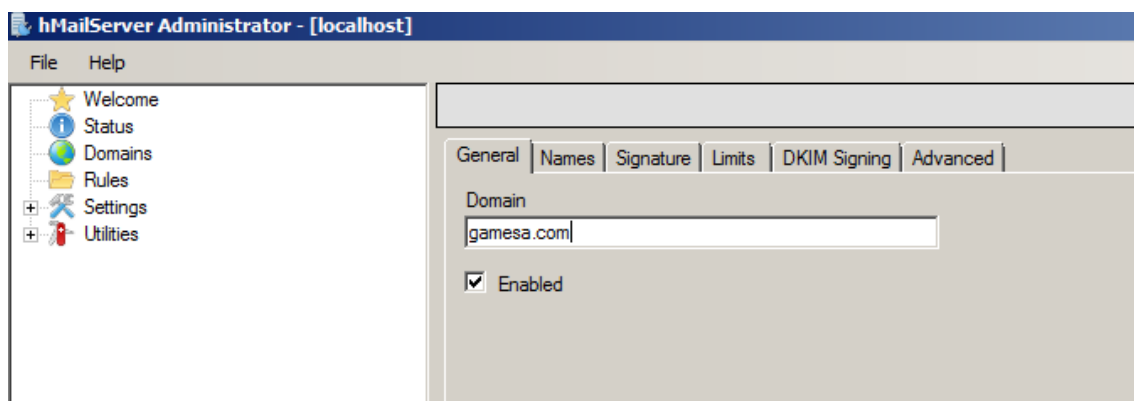 hMailServer Administrator - [localhost]
File Help
Welcome
Status
Domains
Rules
Settings
Utilities
General Names Signature Limits DKIM Signing Advanced
Domain
gamesa.com
Enabled